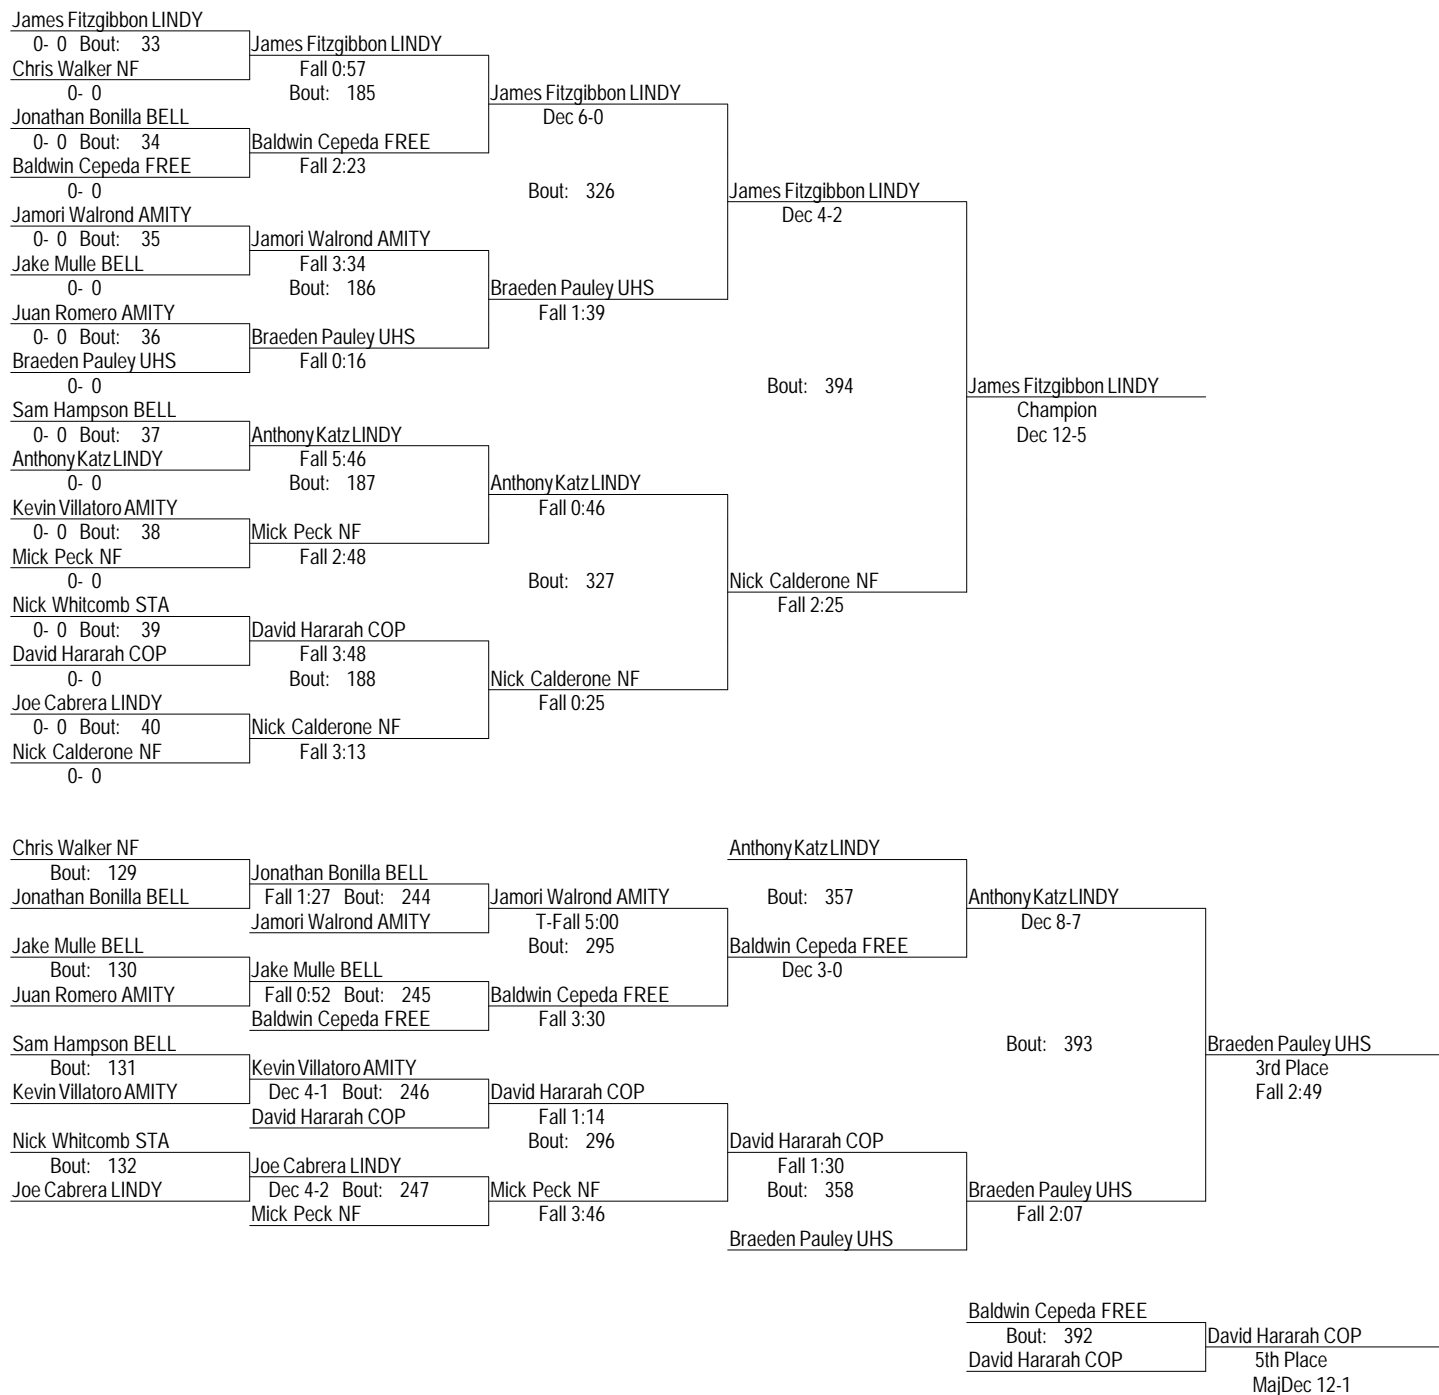 James Fitzgibbon LINDY
0- 0 Bout: 33
James Fitzgibbon LINDY
Chris Walker NF
Fall 0:57
0- 0
Bout: 185
James Fitzgibbon LINDY
Jonathan Bonilla BELL
Dec 6-0
0- 0 Bout: 34
Baldwin Cepeda FREE
Baldwin Cepeda FREE
Fall 2:23
0- 0
Bout: 326
James Fitzgibbon LINDY
Jamori Walrond AMITY
Dec 4-2
0- 0 Bout: 35
Jamori Walrond AMITY
Jake Mulle BELL
Fall 3:34
0- 0
Bout: 186
Braeden Pauley UHS
Juan Romero AMITY
Fall 1:39
0- 0 Bout: 36
Braeden Pauley UHS
Braeden Pauley UHS
Fall 0:16
0- 0
Bout: 394
James Fitzgibbon LINDY
Sam Hampson BELL
Champion
0- 0 Bout: 37
Anthony Katz LINDY
Dec 12-5
Anthony Katz LINDY
Fall 5:46
0- 0
Bout: 187
Anthony Katz LINDY
Kevin Villatoro AMITY
Fall 0:46
0- 0 Bout: 38
Mick Peck NF
Mick Peck NF
Fall 2:48
0- 0
Bout: 327
Nick Calderone NF
Nick Whitcomb STA
Fall 2:25
0- 0 Bout: 39
David Hararah COP
David Hararah COP
Fall 3:48
0- 0
Bout: 188
Nick Calderone NF
Joe Cabrera LINDY
Fall 0:25
0- 0 Bout: 40
Nick Calderone NF
Nick Calderone NF
Fall 3:13
0- 0
Chris Walker NF
Anthony Katz LINDY
Bout: 129
Jonathan Bonilla BELL
Jonathan Bonilla BELL
Fall 1:27 Bout: 244
Jamori Walrond AMITY
Bout: 357
Anthony Katz LINDY
Jamori Walrond AMITY
T-Fall 5:00
Dec 8-7
Jake Mulle BELL
Bout: 295
Baldwin Cepeda FREE
Bout: 130
Jake Mulle BELL
Dec 3-0
Juan Romero AMITY
Fall 0:52 Bout: 245
Baldwin Cepeda FREE
Baldwin Cepeda FREE
Fall 3:30
Sam Hampson BELL
Bout: 393
Braeden Pauley UHS
Bout: 131
Kevin Villatoro AMITY
3rd Place
Kevin Villatoro AMITY
Dec 4-1 Bout: 246
David Hararah COP
Fall 2:49
David Hararah COP
Fall 1:14
Nick Whitcomb STA
Bout: 296
David Hararah COP
Bout: 132
Joe Cabrera LINDY
Fall 1:30
Joe Cabrera LINDY
Dec 4-2 Bout: 247
Mick Peck NF
Bout: 358
Braeden Pauley UHS
Mick Peck NF
Fall 3:46
Fall 2:07
Braeden Pauley UHS
Baldwin Cepeda FREE
Bout: 392
David Hararah COP
David Hararah COP
5th Place
MajDec 12-1